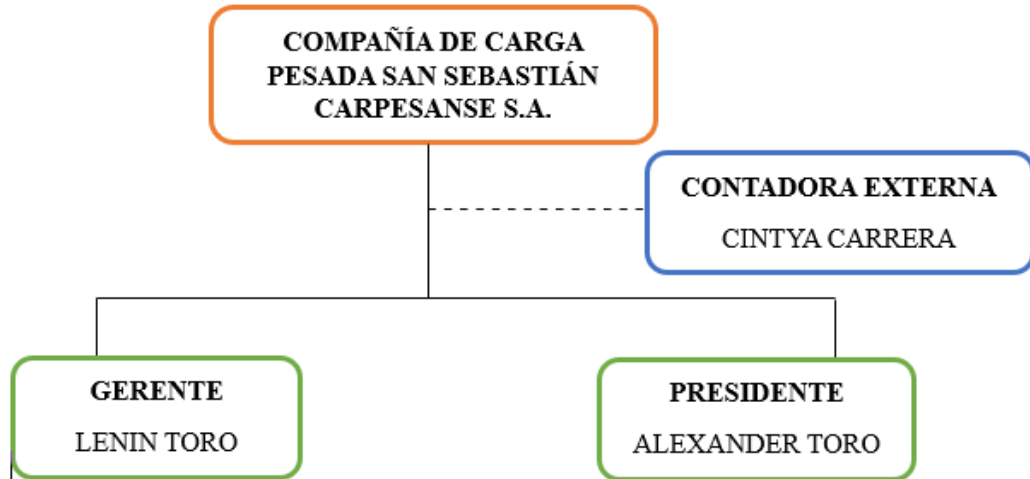 COMPAÑÍA DE CARGA
PESADA SAN SEBASTIÁN
CARPESANSE S.A.
CONTADORA EXTERNA
CINTYA CARRERA
GERENTE
LENIN TORO
PRESIDENTE
ALEXANDER TORO